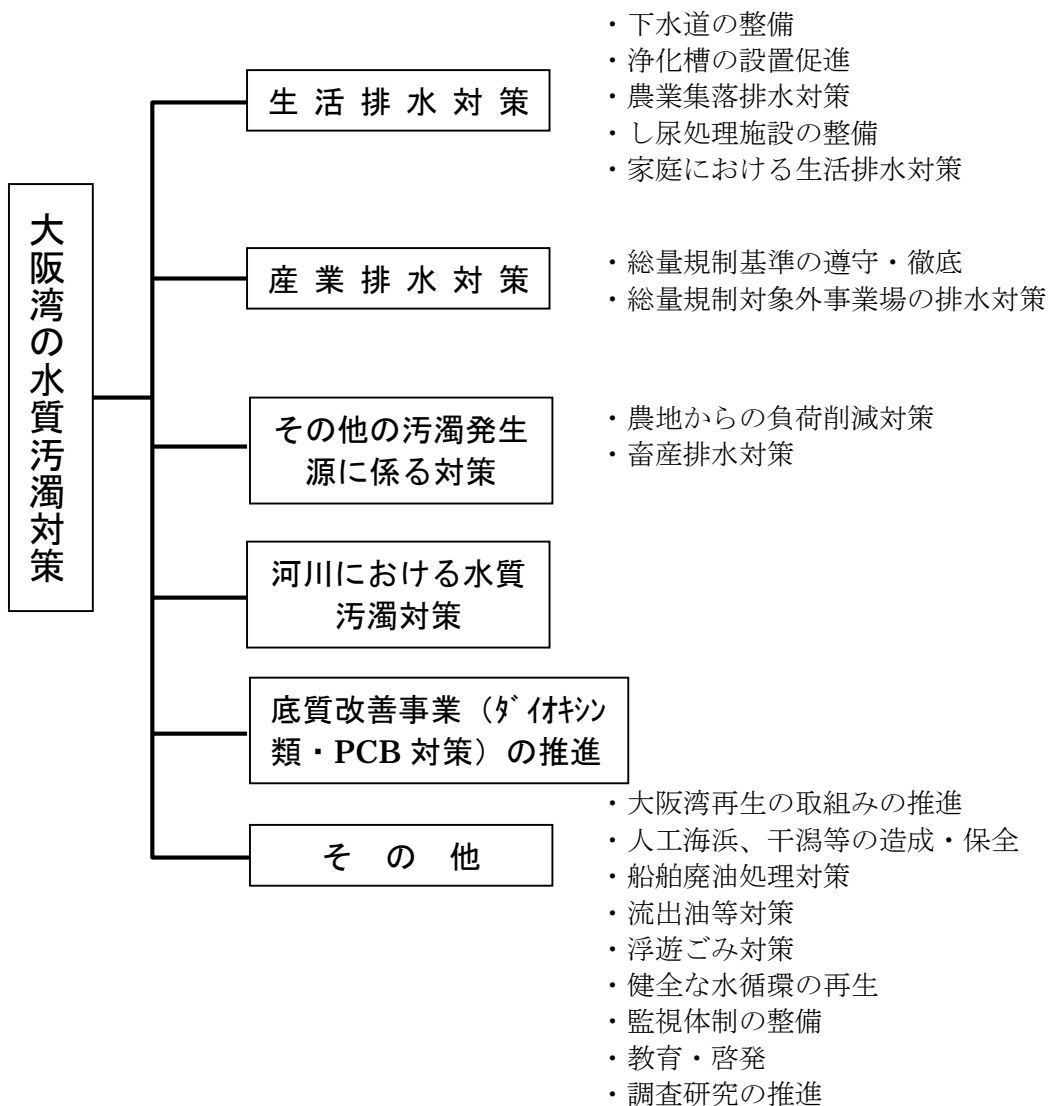 大阪湾の水質汚濁対策
生活排水対策
・下水道の整備
・浄化槽の設置促進
・農業集落排水対策
・し尿処理施設の整備
・家庭における生活排水対策
産業排水対策
・総量規制基準の遵守・徹底
・総量規制対象外事業場の排水対策
その他の汚濁発生
源に係る対策
・農地からの負荷削減対策
・畜産排水対策
河川における水質
汚濁対策
底質改善事業（ﾀﾞｲｵｷｼﾝ
類・PCB 対策）の推進
その他
・大阪湾再生の取組みの推進
・人工海浜、干潟等の造成・保全
・船舶廃油処理対策
・流出油等対策
・浮遊ごみ対策
・健全な水循環の再生
・監視体制の整備
・教育・啓発
・調査研究の推進